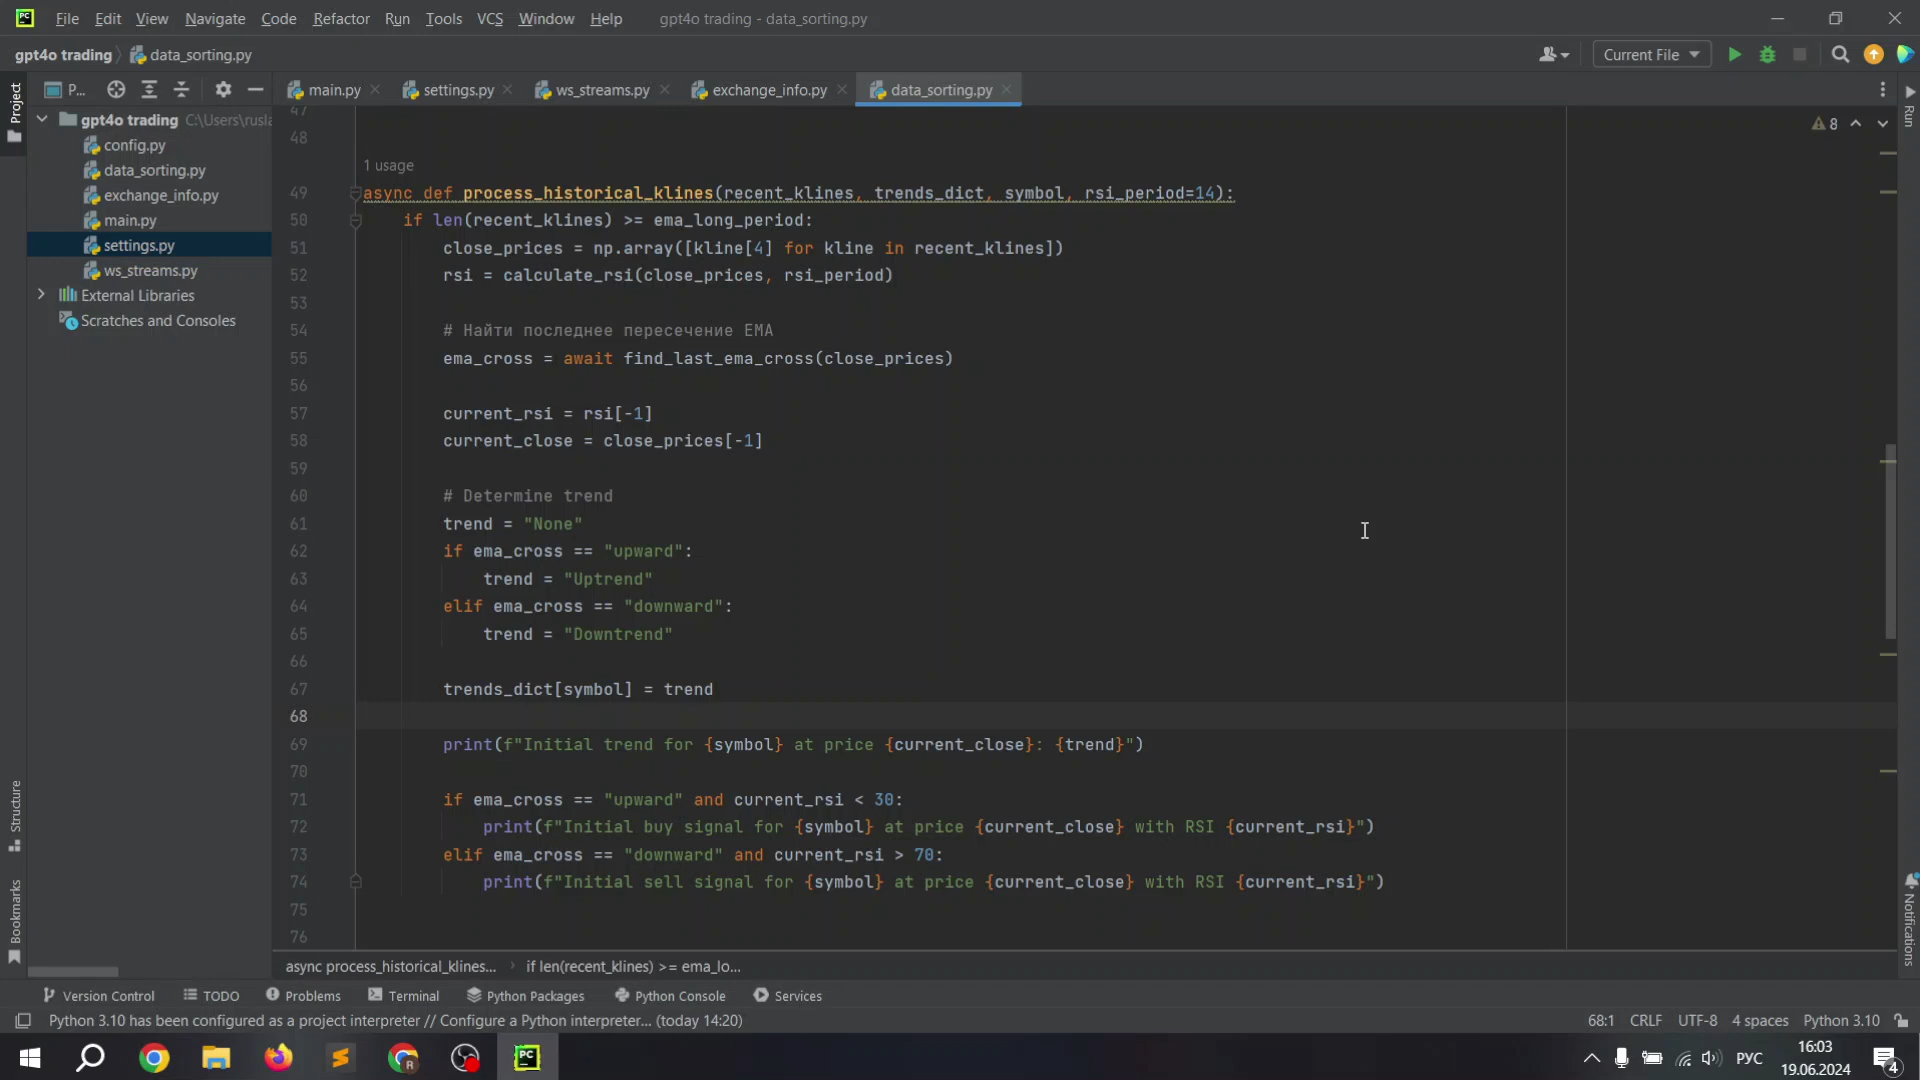 PC File Edit View Navigate Code Refactor Run Tools VCS Window Help gpt4o trading - data_sorting.py
gpt4o trading data_sorting.py Current File
Project P... main.py settings.py ws_streams.py exchange_info.py data_sorting.py Run
gpt4o trading C:\Users\rusla
config.py
data_sorting.py
exchange_info.py
main.py
settings.py
ws_streams.py
External Libraries
Scratches and Consoles
8
47
48
1 usage
49 async def process_historical_klines(recent_klines, trends_dict, symbol, rsi_period=14):
50 if len(recent_klines) >= ema_long_period:
51 close_prices = np.array([kline[4] for kline in recent_klines])
52 rsi = calculate_rsi(close_prices, rsi_period)
53
54 # Найти последнее пересечение EMA
55 ema_cross = await find_last_ema_cross(close_prices)
56
57 current_rsi = rsi[-1]
58 current_close = close_prices[-1]
59
60 # Determine trend
61 trend = "None"
62 if ema_cross == "upward":
63 trend = "Uptrend"
64 elif ema_cross == "downward":
65 trend = "Downtrend"
66
67 trends_dict[symbol] = trend
68
69 print(f"Initial trend for {symbol} at price {current_close}: {trend}")
70
71 if ema_cross == "upward" and current_rsi < 30:
72 print(f"Initial buy signal for {symbol} at price {current_close} with RSI {current_rsi}")
73 elif ema_cross == "downward" and current_rsi > 70:
74 print(f"Initial sell signal for {symbol} at price {current_close} with RSI {current_rsi}")
75
76
Structure
Bookmarks
Notifications
async process_historical_klines... if len(recent_klines) >= ema_lo...
Version Control TODO Problems Terminal Python Packages Python Console Services
Python 3.10 has been configured as a project interpreter // Configure a Python interpreter... (today 14:20) 68:1 CRLF UTF-8 4 spaces Python 3.10
R PC РУС 16:03
19.06.2024 4